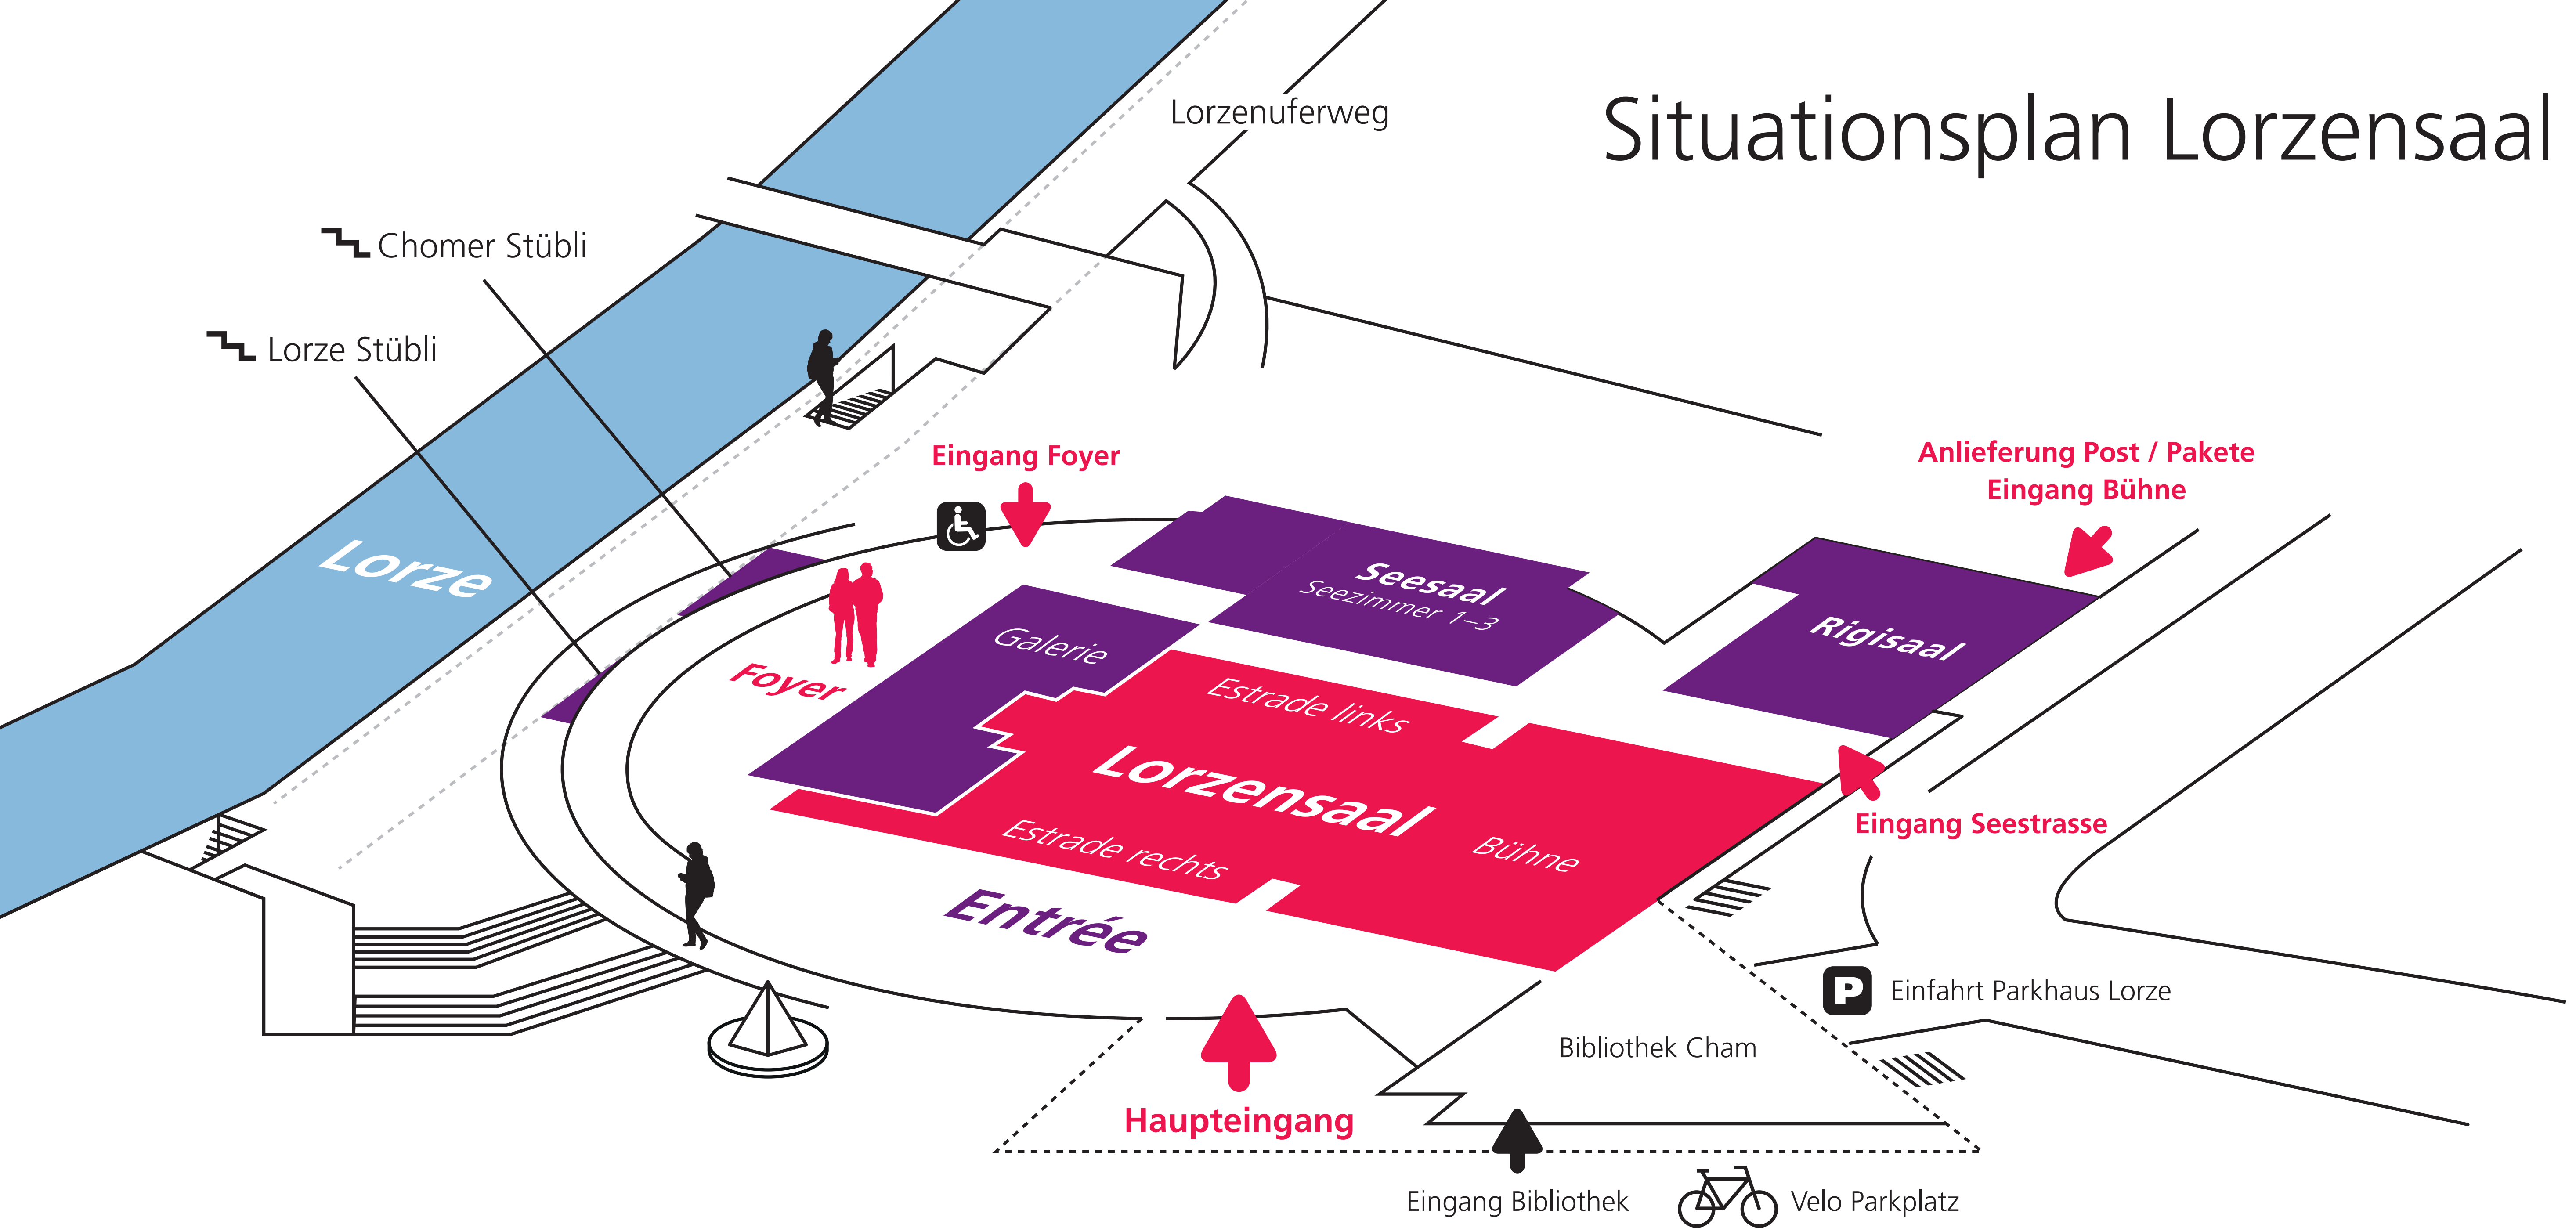 Situationsplan Lorzensaal
Lorzenuferweg
Chomer Stübli
Lorze Stübli
Lorze
Eingang Foyer
Anlieferung Post / Pakete
Eingang Bühne
Seesaal
Seezimmer 1–3
Rigisaal
Galerie
Foyer
Estrade links
Lorzensaal
Estrade rechts
Bühne
Eingang Seestrasse
Entrée
P Einfahrt Parkhaus Lorze
Bibliothek Cham
Haupteingang
Eingang Bibliothek
Velo Parkplatz